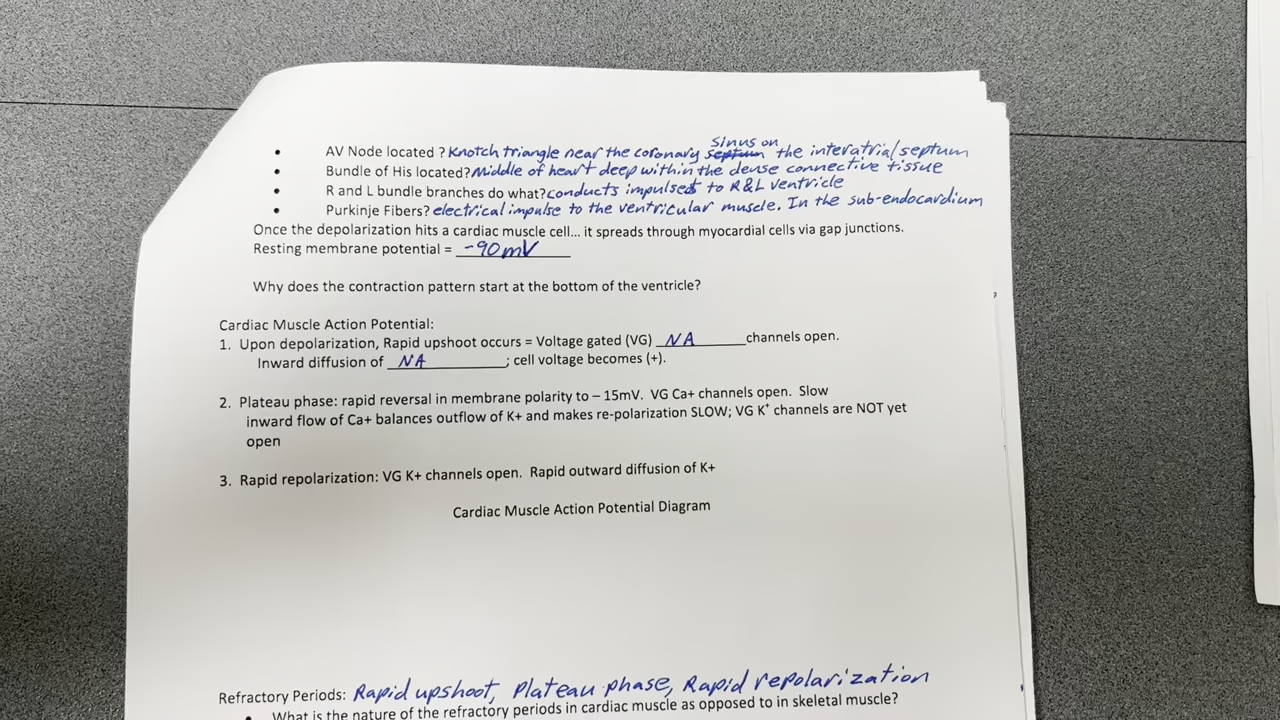 • AV Node located ? Knotch triangle near the coronary septum sinus on the interatrial septum
• Bundle of His located? Middle of heart deep within the dense connective tissue
• R and L bundle branches do what? conducts impulses to R&L ventricle
• Purkinje Fibers? electrical impulse to the ventricular muscle. In the sub-endocardium
Once the depolarization hits a cardiac muscle cell... it spreads through myocardial cells via gap junctions.
Resting membrane potential = -90mV
Why does the contraction pattern start at the bottom of the ventricle?
Cardiac Muscle Action Potential:
1. Upon depolarization, Rapid upshoot occurs = Voltage gated (VG) NA channels open.
Inward diffusion of NA ; cell voltage becomes (+).
2. Plateau phase: rapid reversal in membrane polarity to – 15mV. VG Ca+ channels open. Slow
inward flow of Ca+ balances outflow of K+ and makes re-polarization SLOW; VG K⁺ channels are NOT yet
open
3. Rapid repolarization: VG K+ channels open. Rapid outward diffusion of K+
Cardiac Muscle Action Potential Diagram
Refractory Periods: Rapid upshoot, Plateau phase, Rapid repolarization
• What is the nature of the refractory periods in cardiac muscle as opposed to in skeletal muscle?